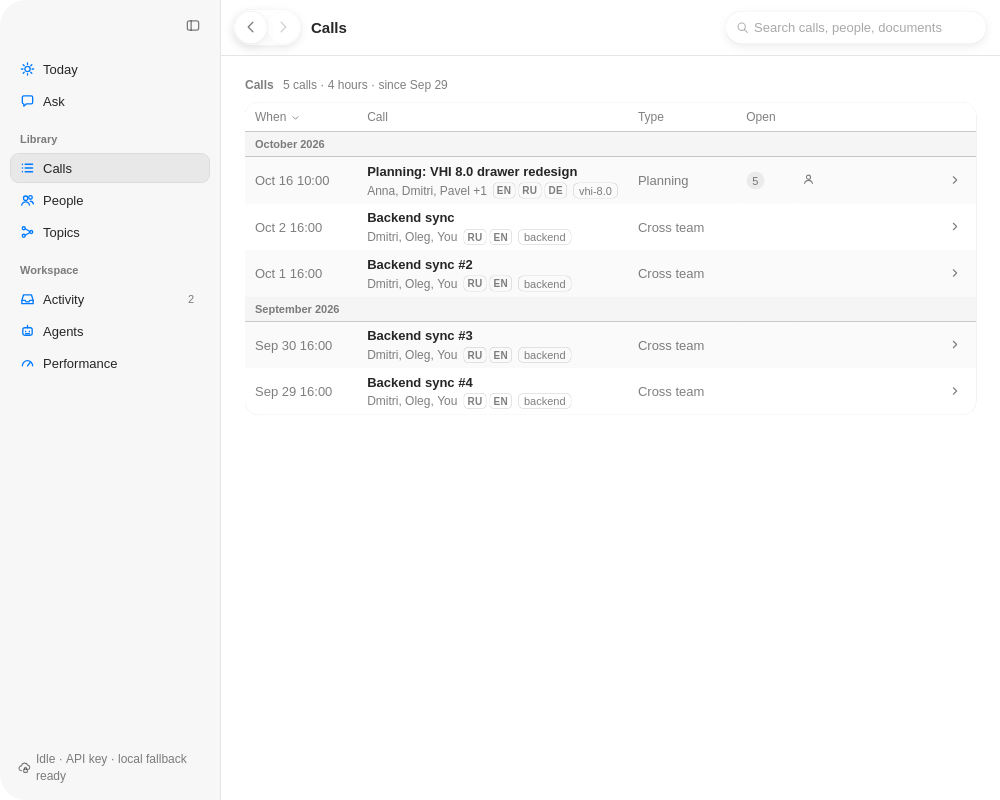 Calls
Search calls, people, documents
Today
Ask
Library
Calls
People
Topics
Workspace
Activity 2
Agents
Performance
Idle · API key · local fallback
ready
Calls 5 calls · 4 hours · since Sep 29
When Call Type Open
October 2026
Oct 16 10:00 Planning: VHI 8.0 drawer redesign Planning 5
Anna, Dmitri, Pavel +1 EN RU DE vhi-8.0
Oct 2 16:00 Backend sync Cross team
Dmitri, Oleg, You RU EN backend
Oct 1 16:00 Backend sync #2 Cross team
Dmitri, Oleg, You RU EN backend
September 2026
Sep 30 16:00 Backend sync #3 Cross team
Dmitri, Oleg, You RU EN backend
Sep 29 16:00 Backend sync #4 Cross team
Dmitri, Oleg, You RU EN backend